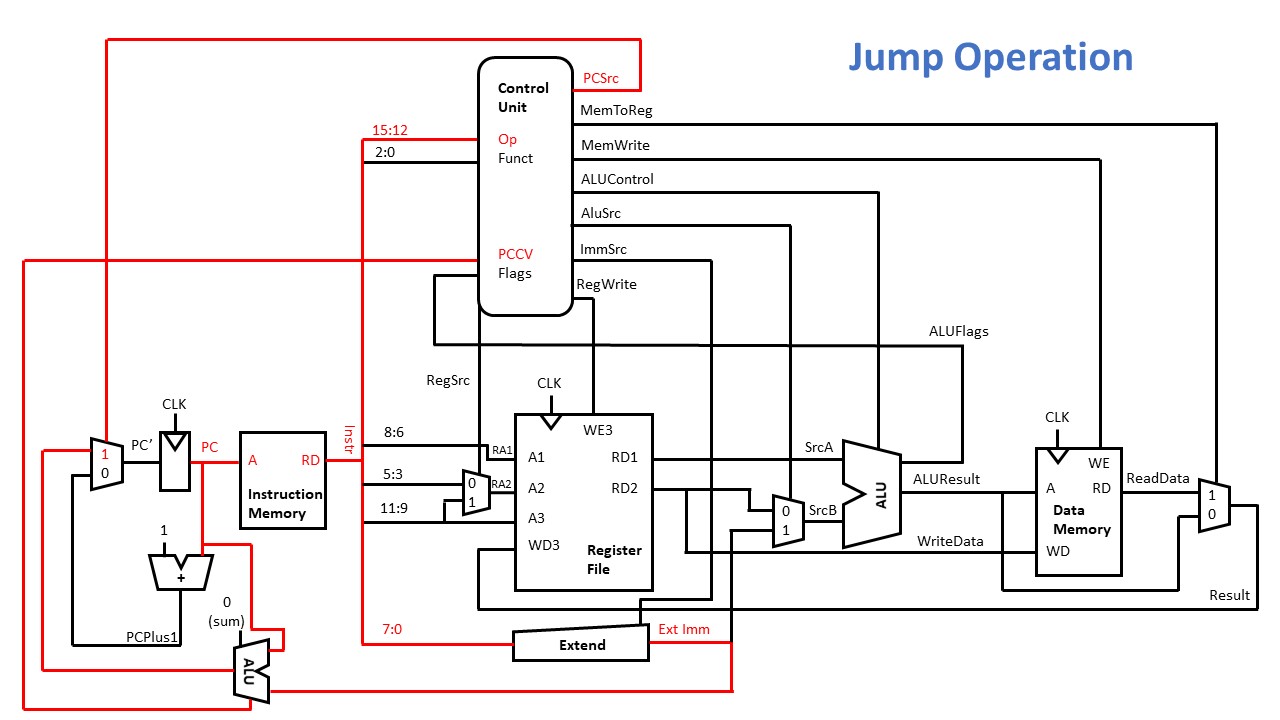 Jump Operation
PCSrc
Control
Unit
MemToReg
15:12
Op
MemWrite
2:0
Funct
ALUControl
AluSrc
PCCV
ImmSrc
Flags
RegWrite
ALUFlags
RegSrc
CLK
CLK
CLK
Instr
8:6
WE3
PC’
PC
1
0
A
RD
RA1
A1
RD1
SrcA
WE
5:3
0
1
RA2
A2
RD2
ALU
ALUResult
A
RD
ReadData
1
0
Instruction
Memory
11:9
A3
0
1
SrcB
Data
Memory
1
WD3
Register
File
WriteData
WD
+
0
(sum)
Result
PCPlus1
7:0
Extend
Ext Imm
ALU